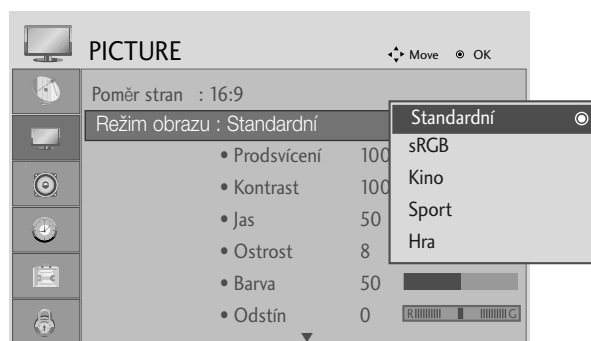 PICTURE
Move OK
Poměr stran : 16:9
Režim obrazu : Standardní
• Prodsvícení 100
• Kontrast 100
• Jas 50
• Ostrost 8
• Barva 50
• Odstín 0 R G
Standardní
sRGB
Kino
Sport
Hra